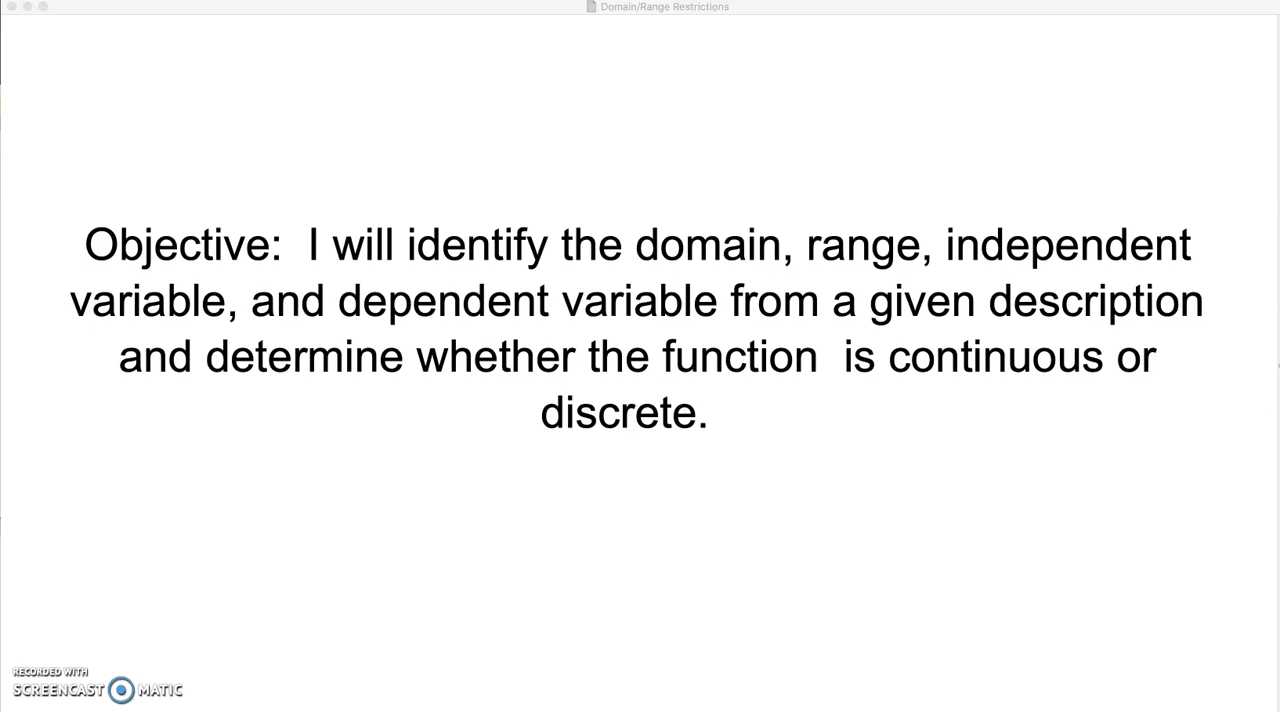 Domain/Range Restrictions
Objective:  I will identify the domain, range, independent
variable, and dependent variable from a given description
and determine whether the function  is continuous or
discrete.
RECORDED WITH
SCREENCAST MATIC